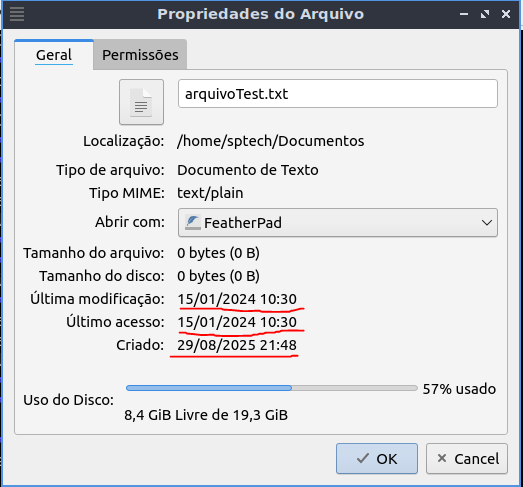 Propriedades do Arquivo
Geral Permissões
arquivoTest.txt
Localização: /home/sptech/Documentos
Tipo de arquivo: Documento de Texto
Tipo MIME: text/plain
Abrir com: FeatherPad
Tamanho do arquivo: 0 bytes (0 B)
Tamanho do disco: 0 bytes (0 B)
Última modificação: 15/01/2024 10:30
Último acesso: 15/01/2024 10:30
Criado: 29/08/2025 21:48
Uso do Disco: 57% usado
8,4 GiB Livre de 19,3 GiB
OK Cancel